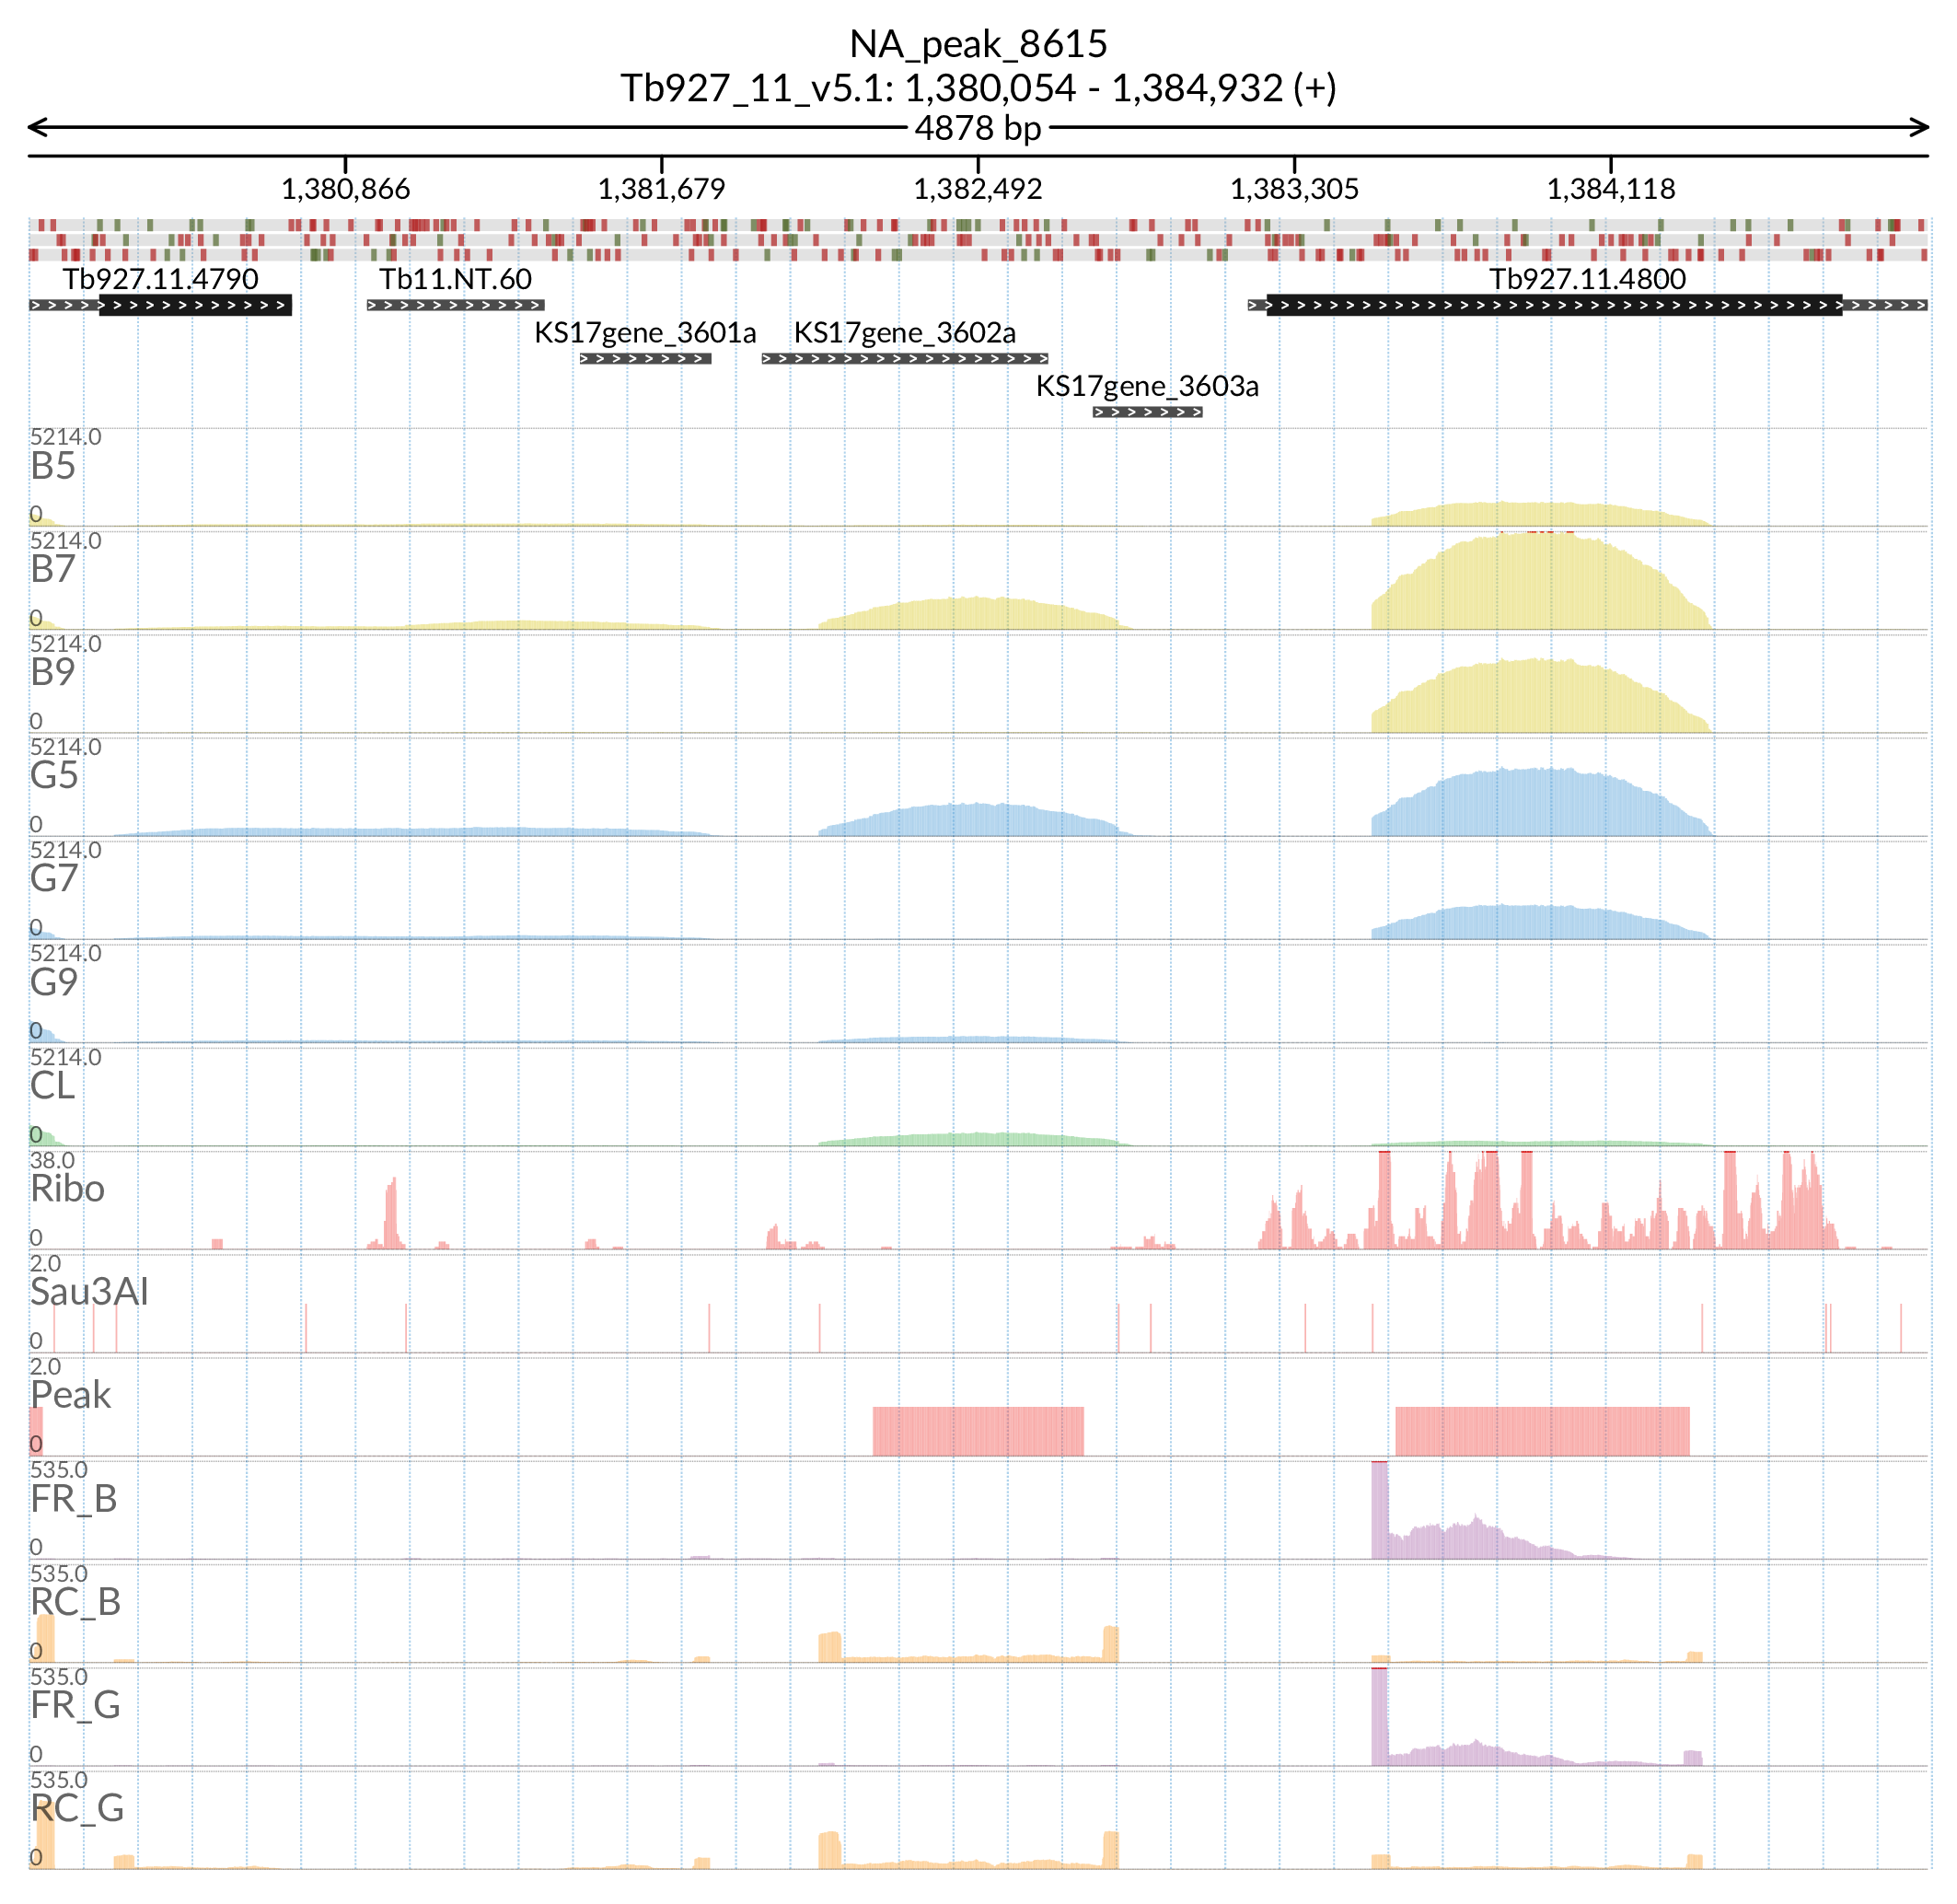 NA_peak_8615
Tb927_11_v5.1: 1,380,054 - 1,384,932 (+)
4878 bp
1,380,866 1,381,679 1,382,492 1,383,305 1,384,118
Tb927.11.4790 Tb11.NT.60 Tb927.11.4800
KS17gene_3601a KS17gene_3602a
KS17gene_3603a
5214.0
B5
0
5214.0
B7
0
5214.0
B9
0
5214.0
G5
0
5214.0
G7
0
5214.0
G9
0
5214.0
CL
0
38.0
Ribo
0
2.0
Sau3AI
0
2.0
Peak
0
535.0
FR_B
0
535.0
RC_B
0
535.0
FR_G
0
535.0
RC_G
0